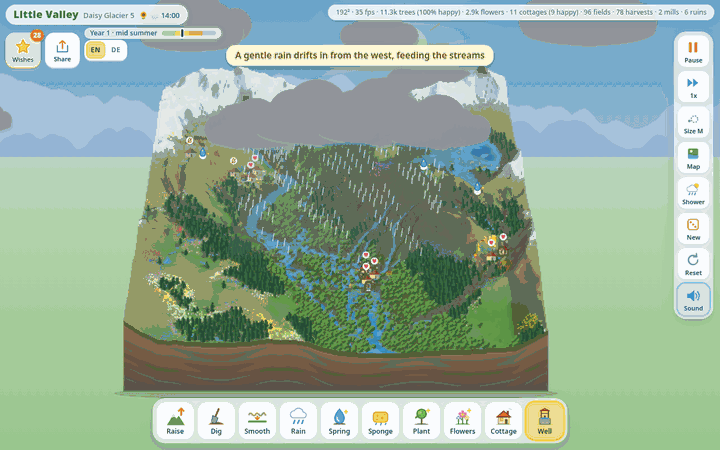 Little Valley Daisy Glacier 5 14:00
192² · 35 fps · 11.3k trees (100% happy) · 2.9k flowers · 11 cottages (9 happy) · 96 fields · 78 harvests · 2 mills · 6 ruins
28
Wishes
Share
Year 1 · mid summer
EN DE
A gentle rain drifts in from the west, feeding the streams
Pause
1x
Size M
Map
Shower
New
Reset
Sound
Raise
Dig
Smooth
Rain
Spring
Sponge
Plant
Flowers
Cottage
Well